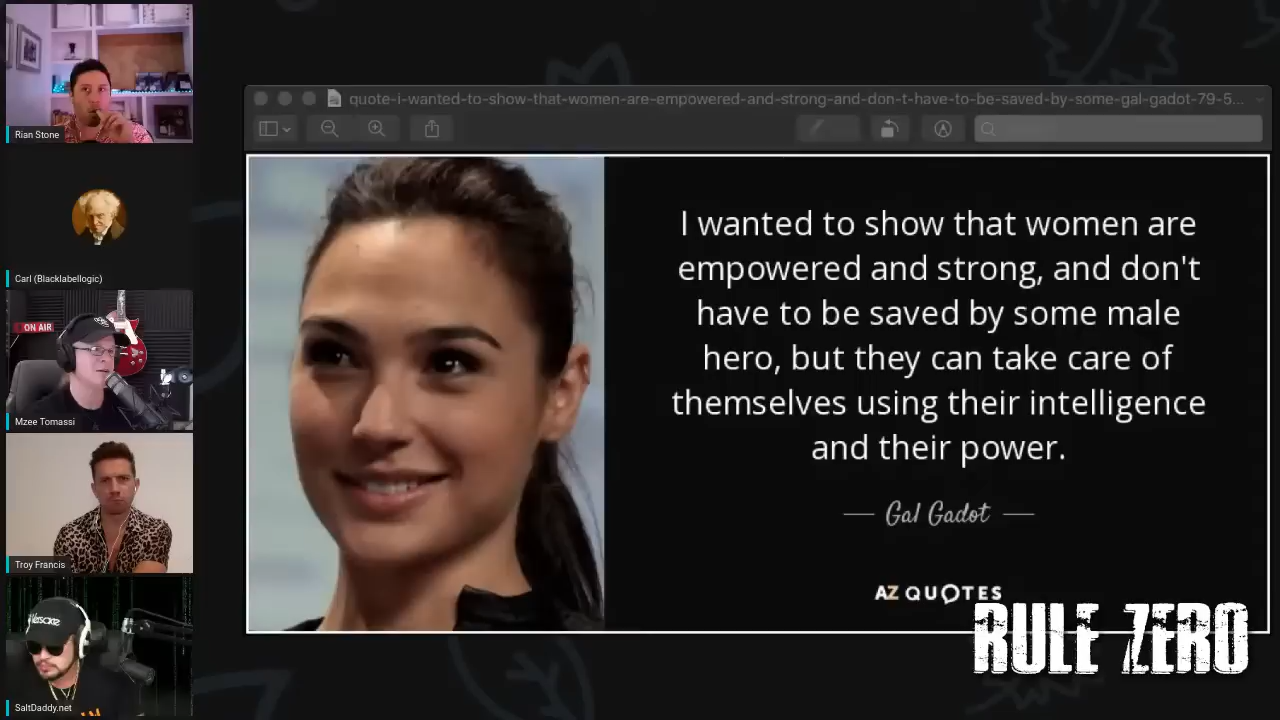 Rian Stone
Carl (Blacklabellogic)
ON AIR
Mzee Tomassi
Troy Francis
VERSACE
SaltDaddy.net
quote-i-wanted-to-show-that-women-are-empowered-and-strong-and-don-t-have-to-be-saved-by-some-gal-gadot-79-5...
I wanted to show that women are
empowered and strong, and don't
have to be saved by some male
hero, but they can take care of
themselves using their intelligence
and their power.
Gal Gadot
AZ QUOTES
RULE ZERO